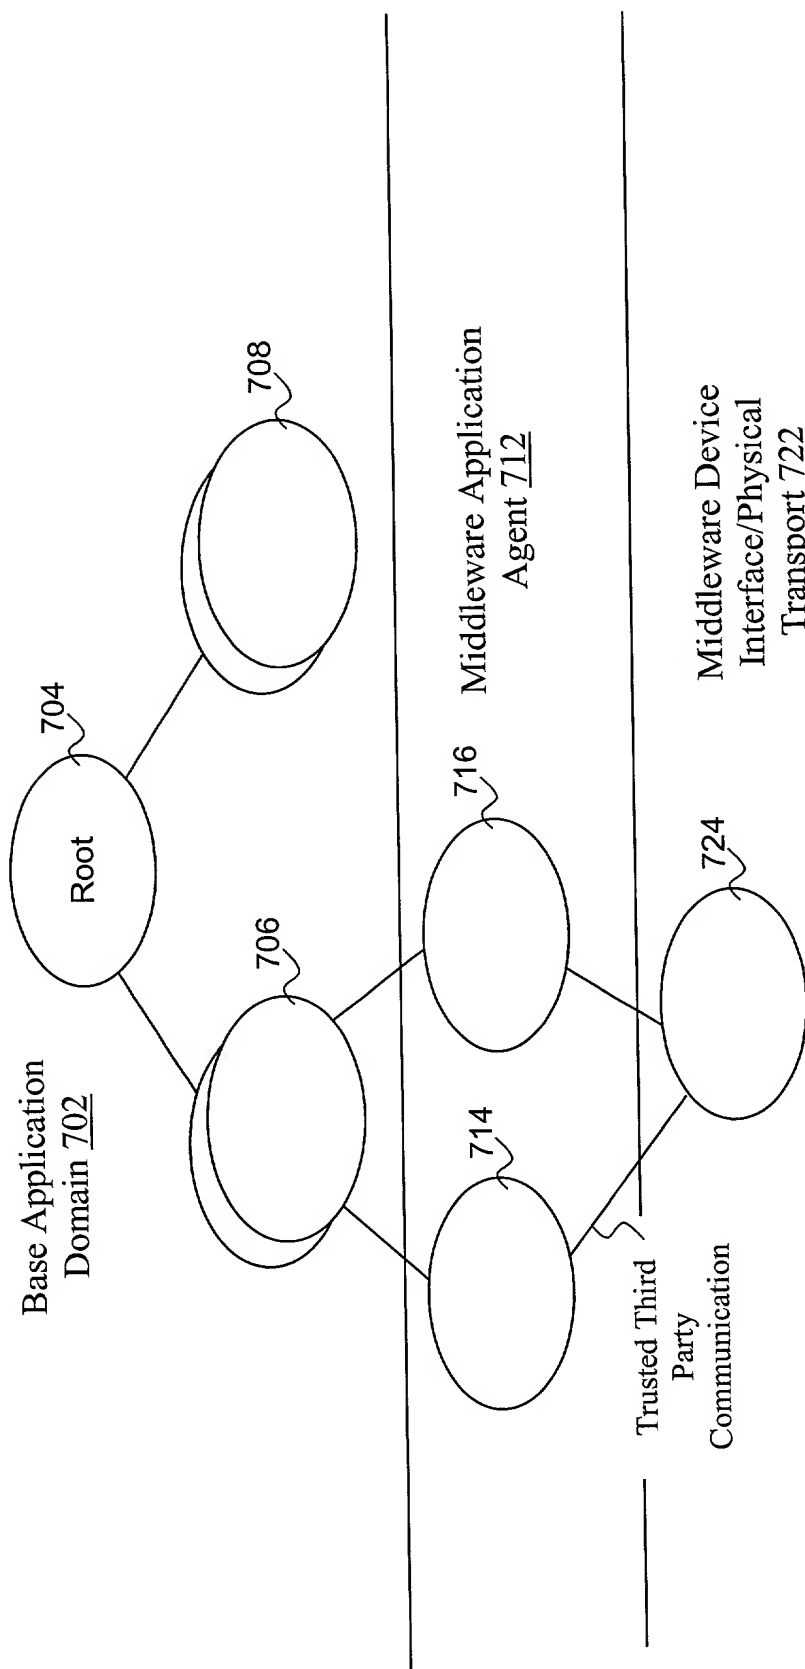 Base Application
Domain 702
704
Root
706
708
Middleware Application
Agent 712
714
716
Trusted Third
Party
Communication
724
Middleware Device
Interface/Physical
Transport 722